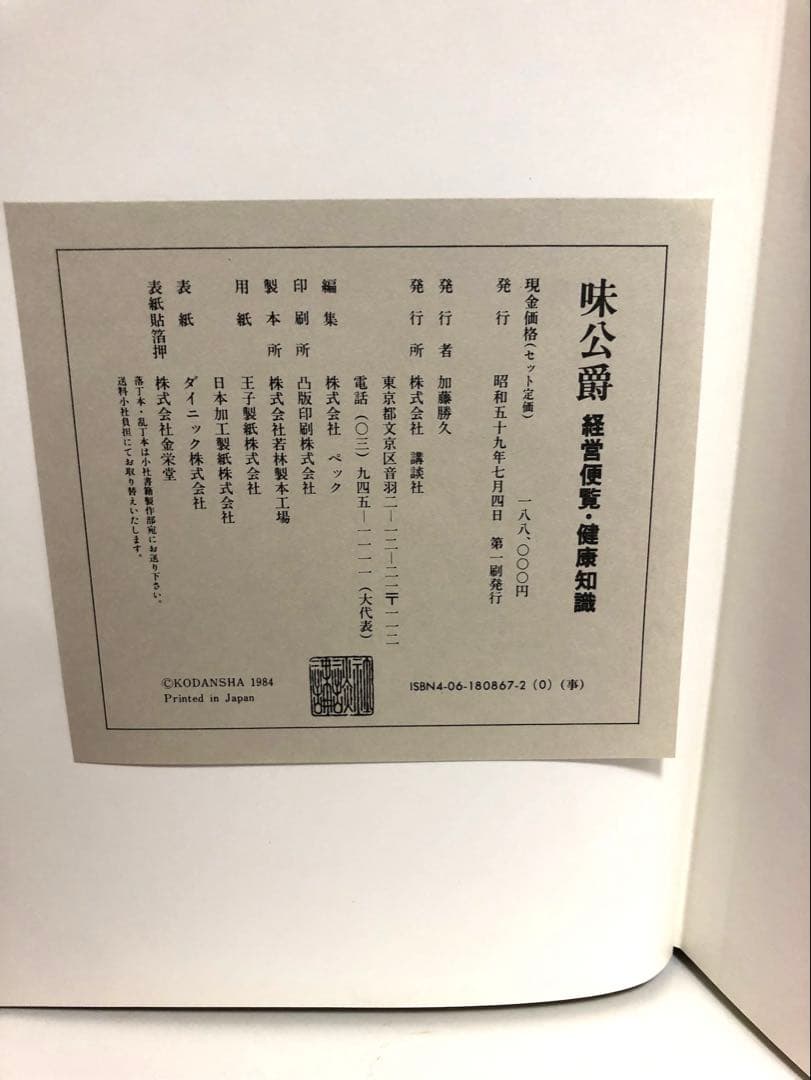 味公爵 経営便覧・健康知識
現金価格(セット定価) 一八八、〇〇〇円
発行 昭和五十九年七月四日 第一刷発行
発行者 加藤勝久
発行所 株式会社 講談社
東京都文京区音羽二―一二―二一〒一一二
電話(〇三)九四五―一一一一(大代表)
編集 株式会社 ペック
印刷所 凸版印刷株式会社
製本所 株式会社若林製本工場
用紙 王子製紙株式会社
日本加工製紙株式会社
表紙 ダイニック株式会社
表紙貼箔押 株式会社金栄堂
落丁本・乱丁本は小社書籍製作部宛にお送り下さい。
送料小社負担にてお取り替えいたします。
ISBN4-06-180867-2 (0) (事)
©KODANSHA 1984
Printed in Japan